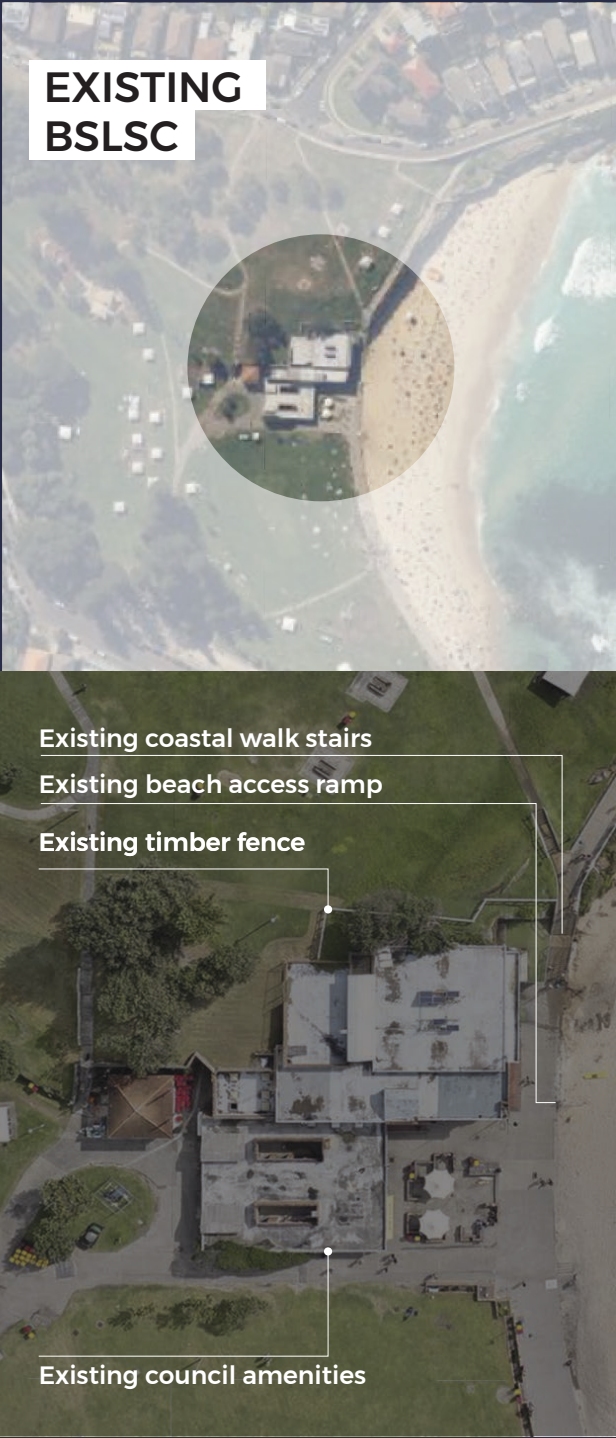 EXISTING
BSLSC
Existing coastal walk stairs
Existing beach access ramp
Existing timber fence
Existing council amenities